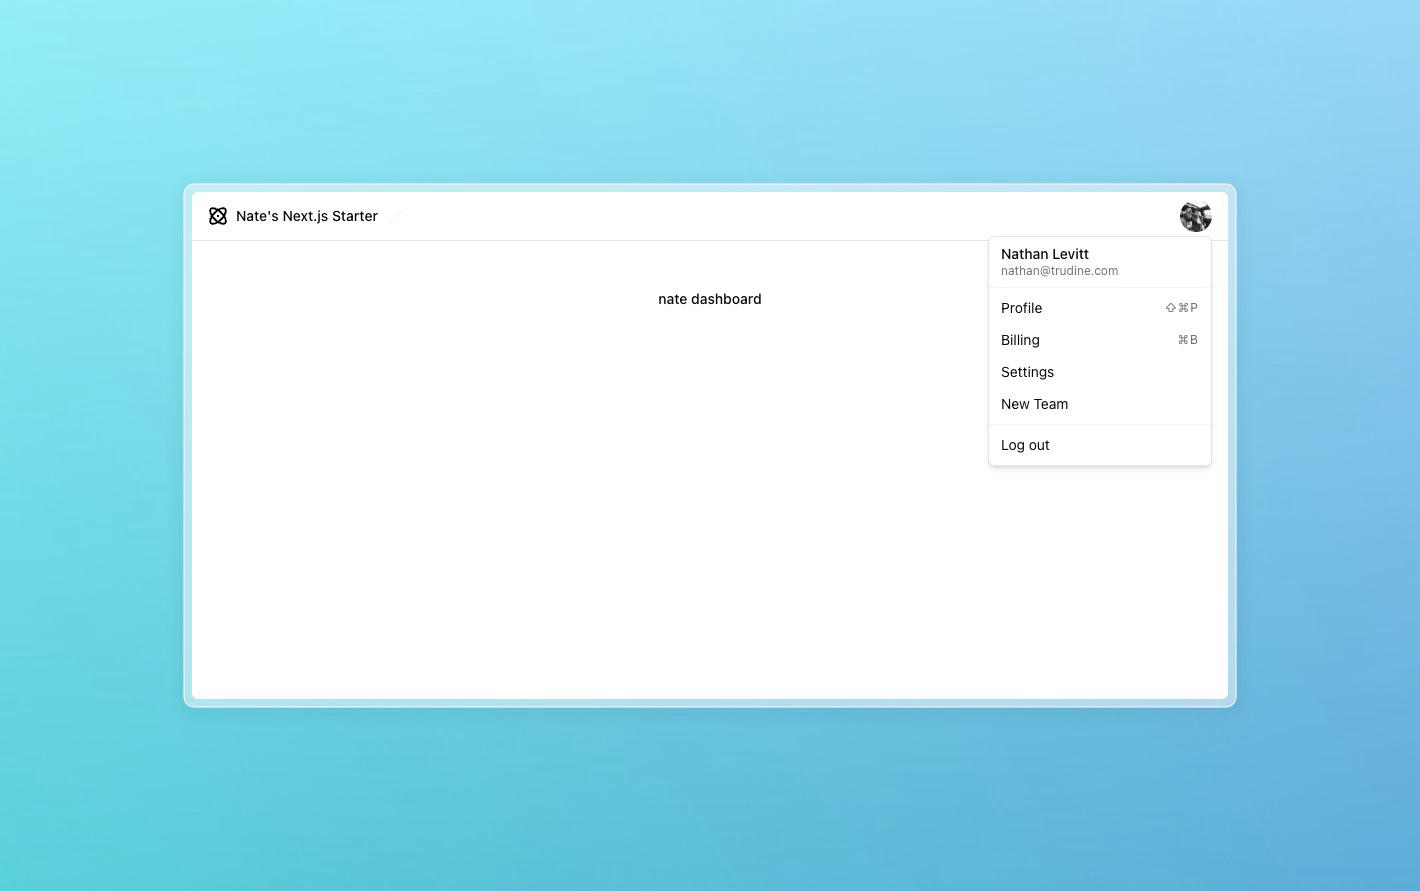 Nate's Next.js Starter
Nathan Levitt
nathan@trudine.com
nate dashboard
Profile ⇧⌘P
Billing ⌘B
Settings
New Team
Log out